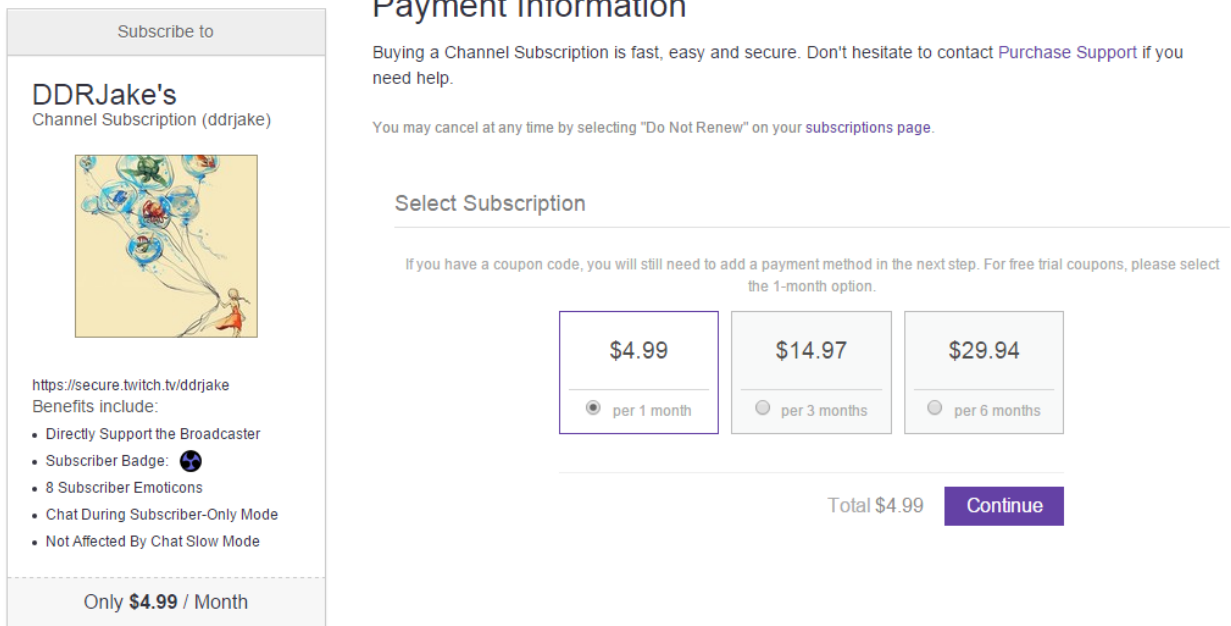 Subscribe to
DDRJake's
Channel Subscription (ddrjake)
https://secure.twitch.tv/ddrjake
Benefits include:
• Directly Support the Broadcaster
• Subscriber Badge:
• 8 Subscriber Emoticons
• Chat During Subscriber-Only Mode
• Not Affected By Chat Slow Mode
Only $4.99 / Month
Payment Information
Buying a Channel Subscription is fast, easy and secure. Don't hesitate to contact Purchase Support if you
need help.
You may cancel at any time by selecting "Do Not Renew" on your subscriptions page.
Select Subscription
If you have a coupon code, you will still need to add a payment method in the next step. For free trial coupons, please select
the 1-month option.
$4.99
per 1 month
$14.97
per 3 months
$29.94
per 6 months
Total $4.99
Continue